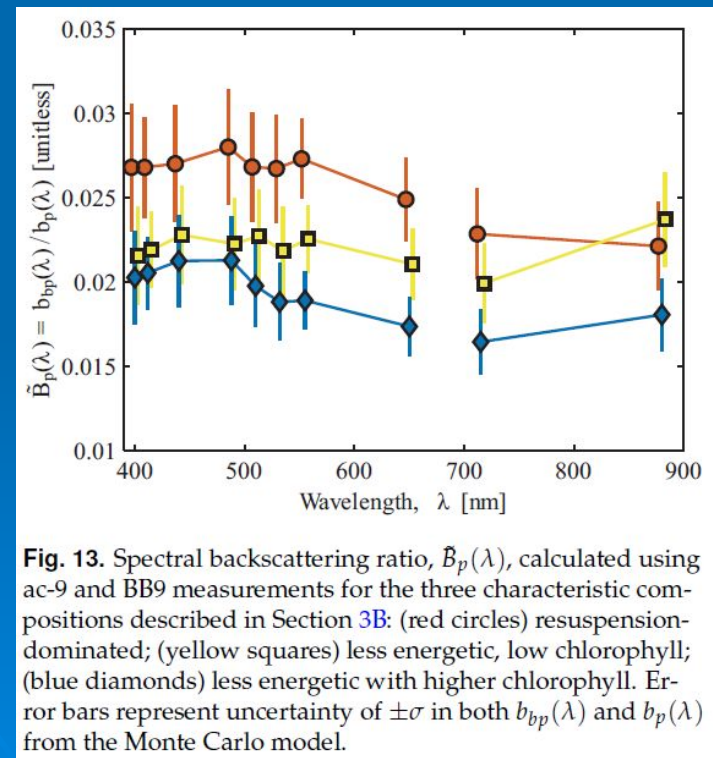 0.035
0.03
0.025
0.02
0.015
0.01
B̃p(λ) = bbp(λ)/bp(λ) [unitless]
400 500 600 700 800 900
Wavelength, λ [nm]
Fig. 13. Spectral backscattering ratio, B̃p(λ), calculated using
ac-9 and BB9 measurements for the three characteristic com-
positions described in Section 3B: (red circles) resuspension-
dominated; (yellow squares) less energetic, low chlorophyll;
(blue diamonds) less energetic with higher chlorophyll. Er-
ror bars represent uncertainty of ±σ in both bbp(λ) and bp(λ)
from the Monte Carlo model.